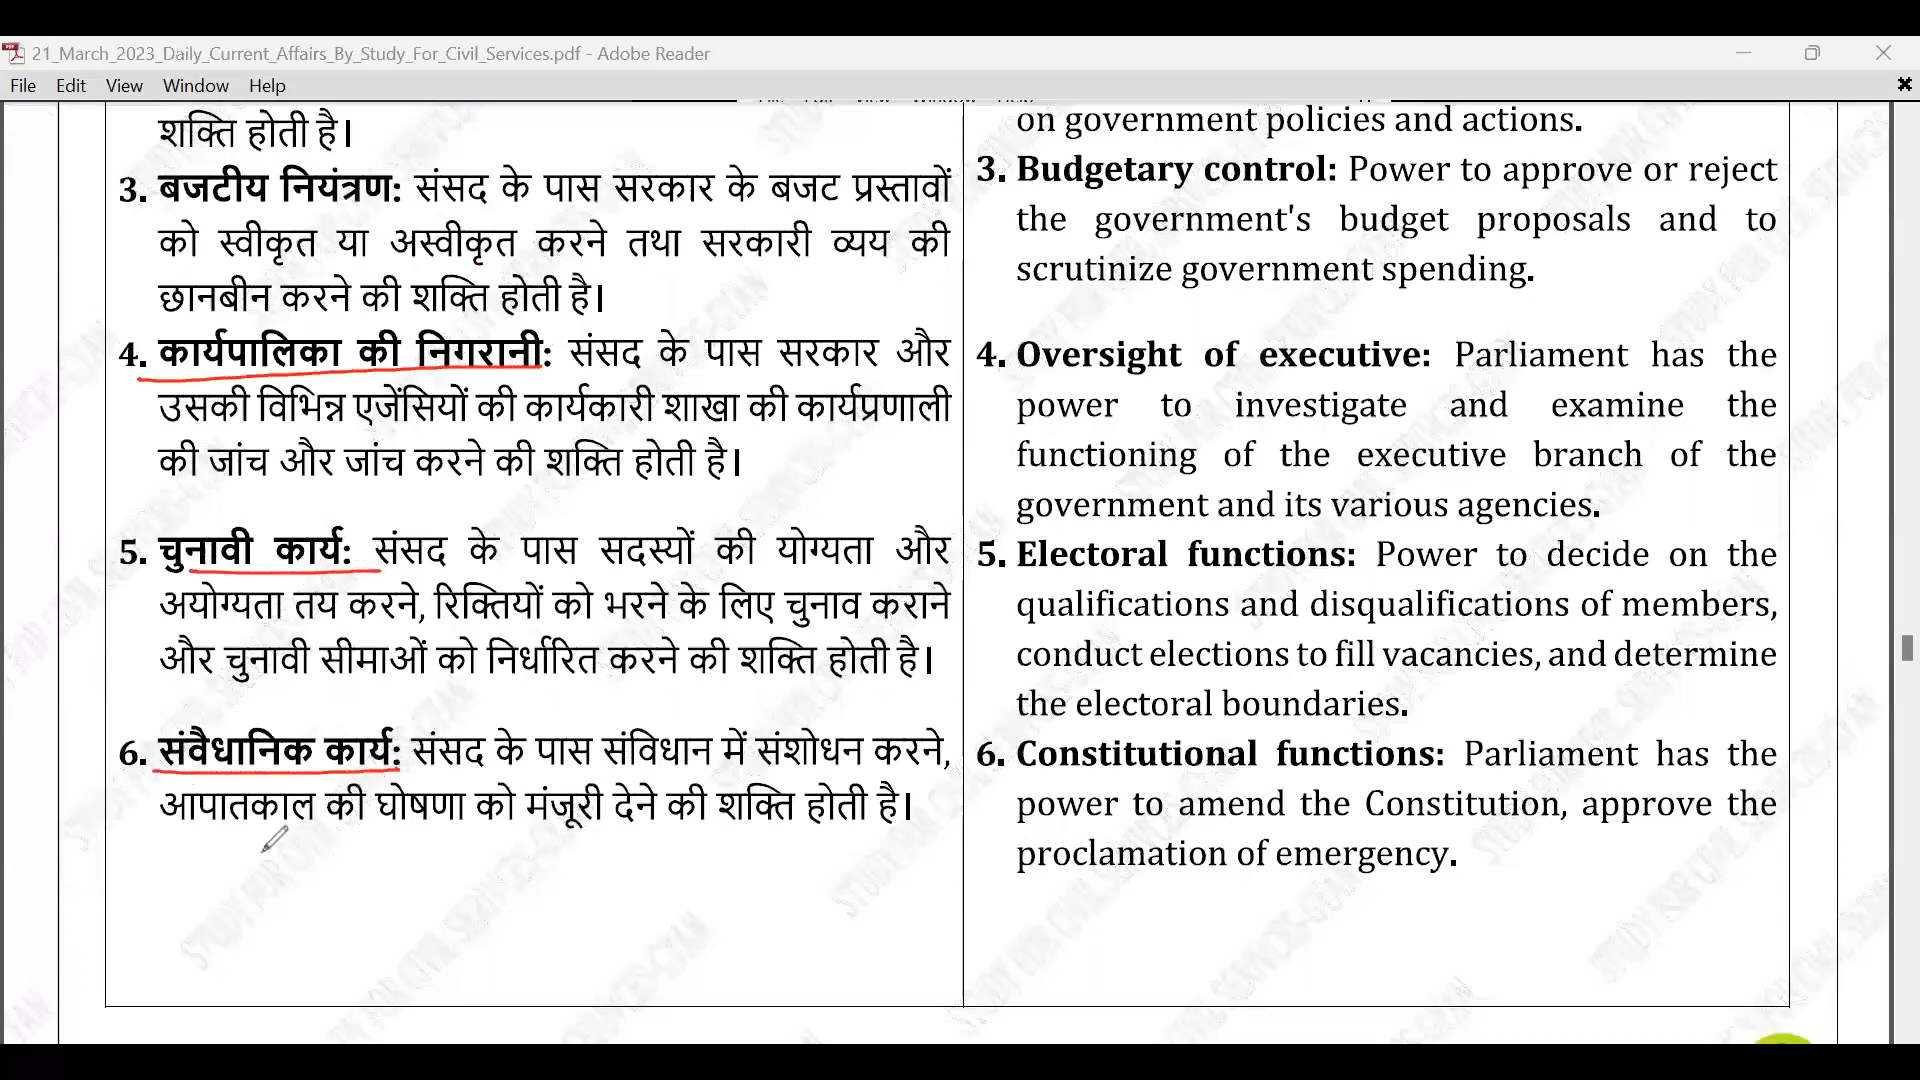 21_March_2023_Daily_Current_Affairs_By_Study_For_Civil_Services.pdf - Adobe Reader
File Edit View Window Help
शक्ति होती है।
3. बजटीय नियंत्रण: संसद के पास सरकार के बजट प्रस्तावों
को स्वीकृत या अस्वीकृत करने तथा सरकारी व्यय की
छानबीन करने की शक्ति होती है।
4. कार्यपालिका की निगरानी: संसद के पास सरकार और
उसकी विभिन्न एजेंसियों की कार्यकारी शाखा की कार्यप्रणाली
की जांच और जांच करने की शक्ति होती है।
5. चुनावी कार्य: संसद के पास सदस्यों की योग्यता और
अयोग्यता तय करने, रिक्तियों को भरने के लिए चुनाव कराने
और चुनावी सीमाओं को निर्धारित करने की शक्ति होती है।
6. संवैधानिक कार्य: संसद के पास संविधान में संशोधन करने,
आपातकाल की घोषणा को मंजूरी देने की शक्ति होती है।
on government policies and actions.
3. Budgetary control: Power to approve or reject
the government's budget proposals and to
scrutinize government spending.
4. Oversight of executive: Parliament has the
power to investigate and examine the
functioning of the executive branch of the
government and its various agencies.
5. Electoral functions: Power to decide on the
qualifications and disqualifications of members,
conduct elections to fill vacancies, and determine
the electoral boundaries.
6. Constitutional functions: Parliament has the
power to amend the Constitution, approve the
proclamation of emergency.